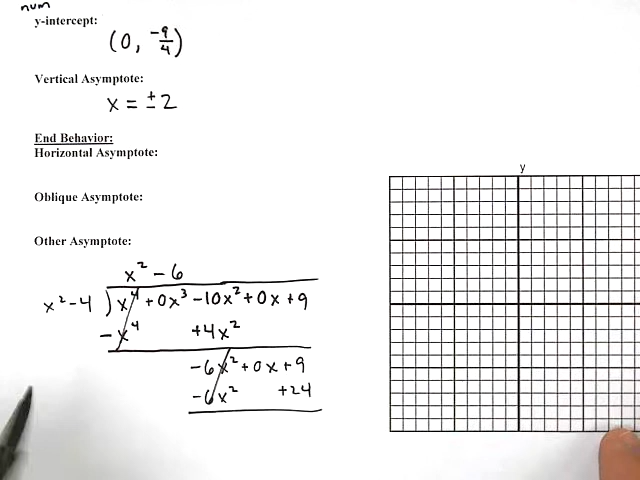 num
y-intercept:
(0, -9/4)
Vertical Asymptote:
x = ±2
End Behavior:
Horizontal Asymptote:
y
Oblique Asymptote:
Other Asymptote:
x² - 6
x² - 4 ) x⁴ + 0x³ - 10x² + 0x + 9
- x⁴ + 4x²
-6x² + 0x + 9
-6x² + 24